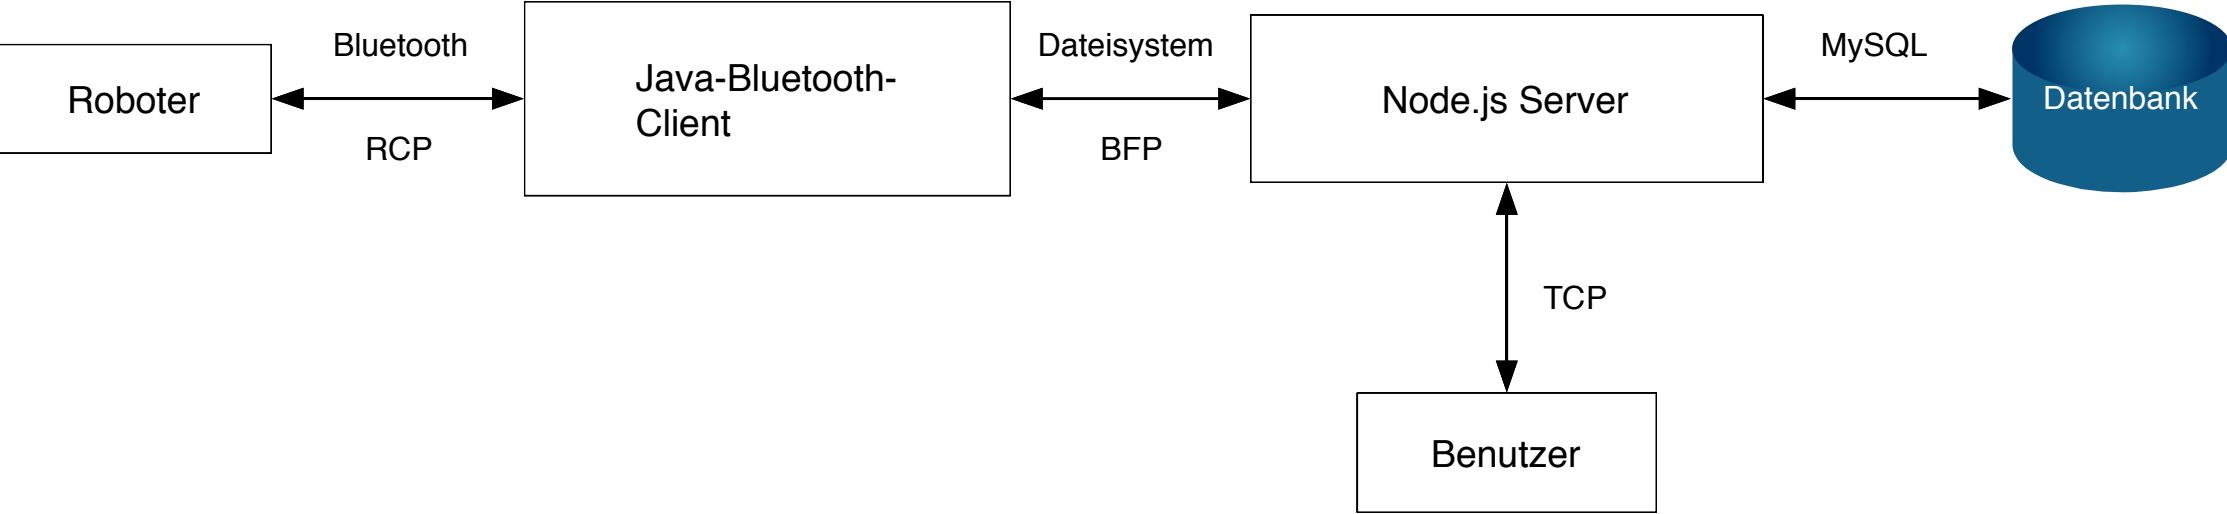 Roboter
Bluetooth
RCP
Java-Bluetooth-
Client
Dateisystem
BFP
Node.js Server
MySQL
Datenbank
TCP
Benutzer